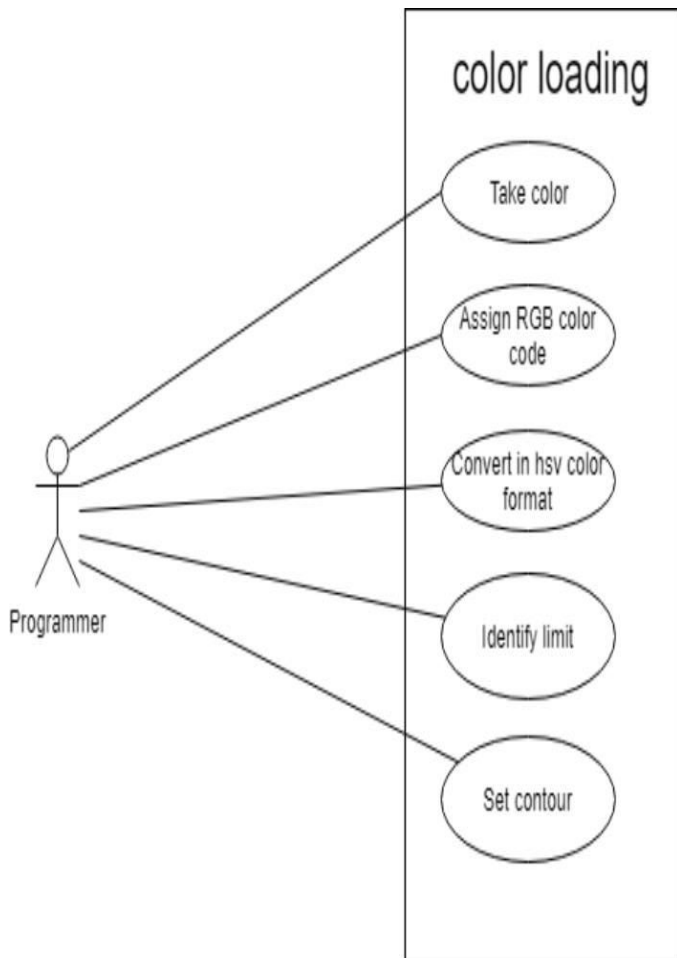 color loading
Take color
Assign RGB color
code
Convert in hsv color
format
Identify limit
Set contour
Programmer